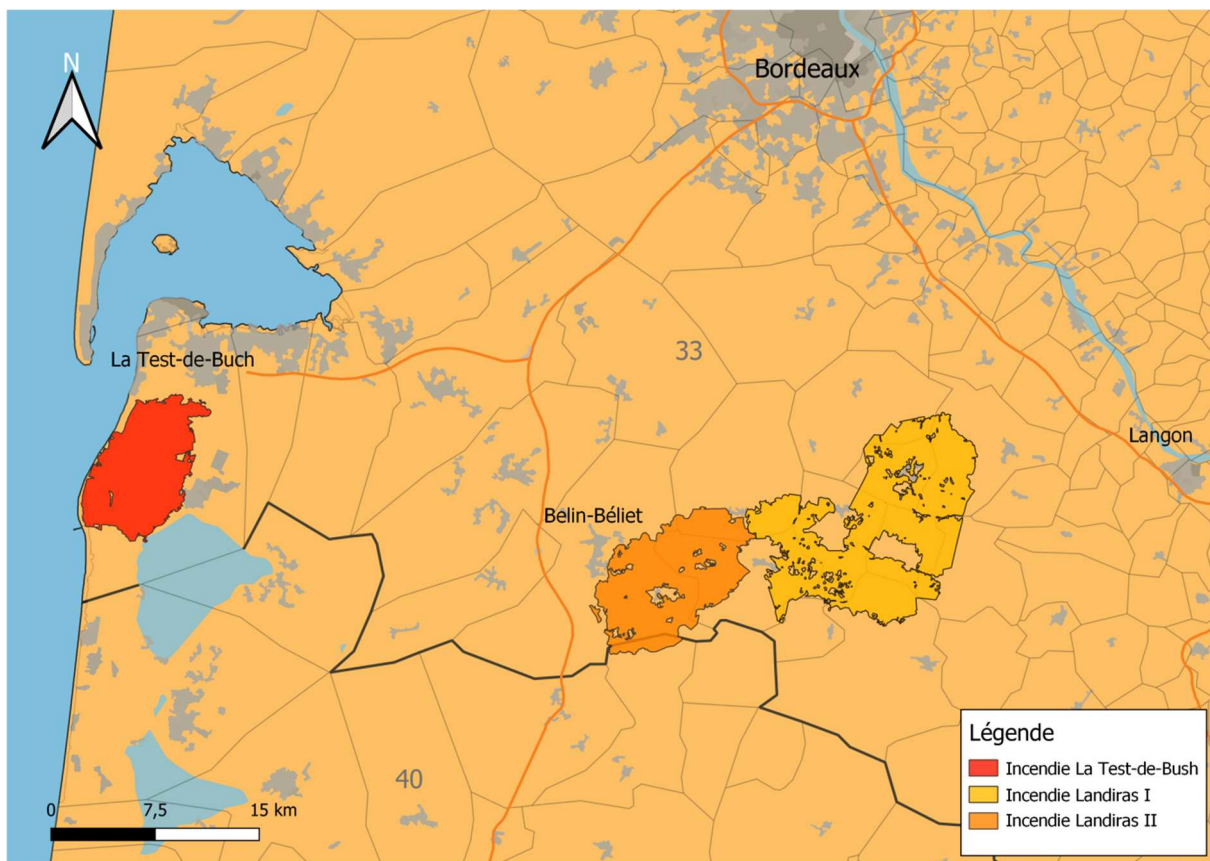 N
Bordeaux
La Test-de-Buch
33
Langon
Belin-Béliet
40
0 7,5 15 km
Légende
Incendie La Test-de-Bush
Incendie Landiras I
Incendie Landiras II